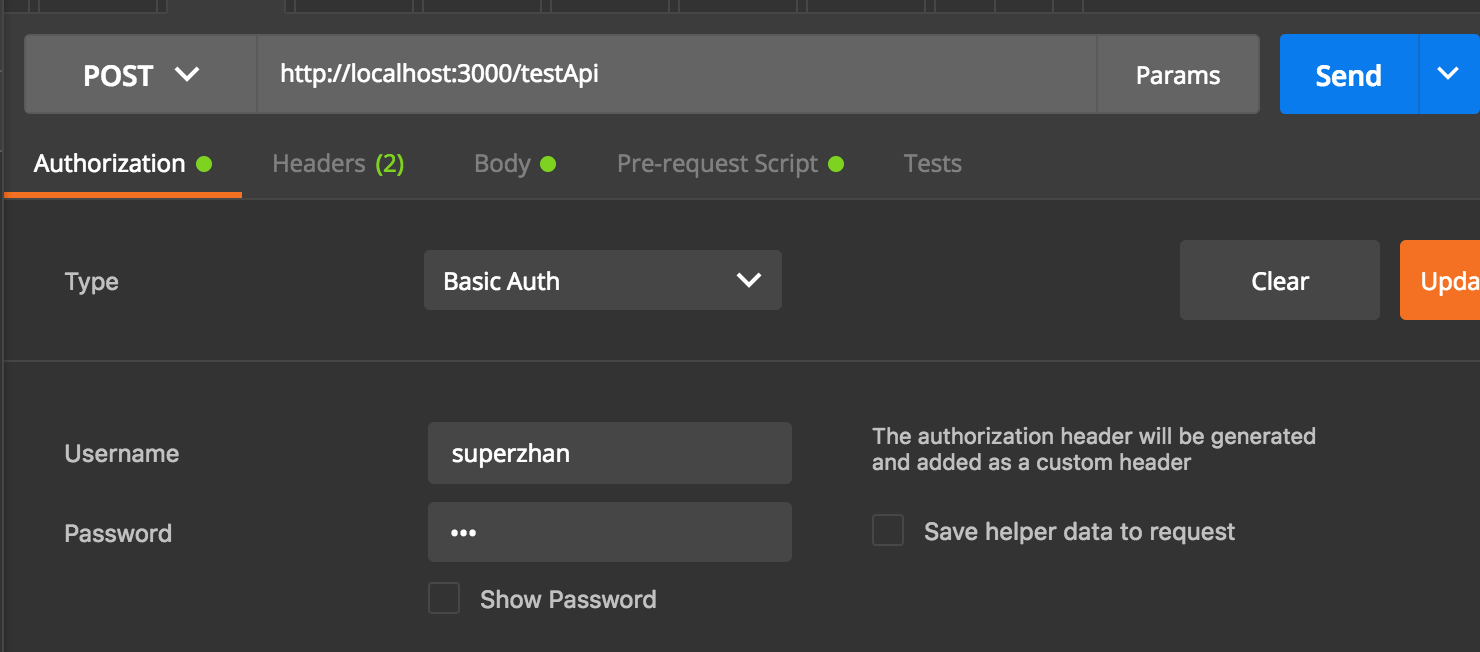 POST http://localhost:3000/testApi Params Send
Authorization Headers (2) Body Pre-request Script Tests
Type Basic Auth Clear Upda
Username superzhan
The authorization header will be generated
and added as a custom header
Password ••• Save helper data to request
Show Password